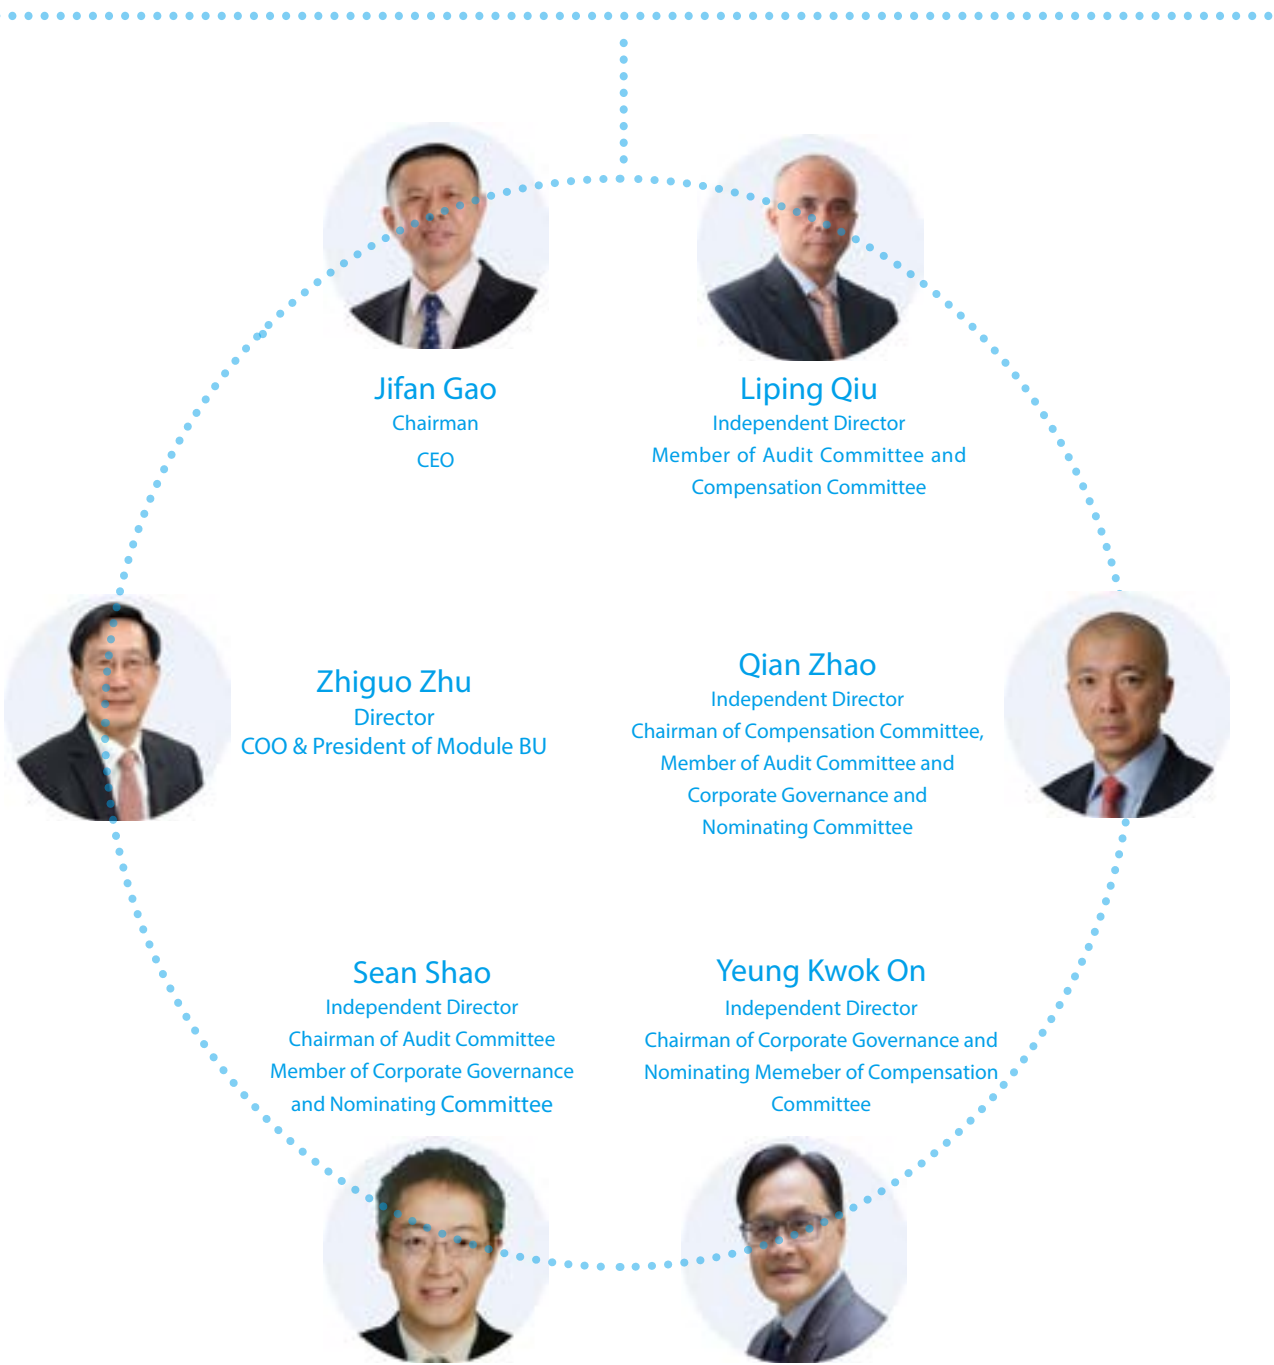 Jifan Gao
Chairman
CEO
Liping Qiu
Independent Director
Member of Audit Committee and
Compensation Committee
Zhiguo Zhu
Director
COO & President of Module BU
Qian Zhao
Independent Director
Chairman of Compensation Committee,
Member of Audit Committee and
Corporate Governance and
Nominating Committee
Sean Shao
Independent Director
Chairman of Audit Committee
Member of Corporate Governance
and Nominating Committee
Yeung Kwok On
Independent Director
Chairman of Corporate Governance and
Nominating Memeber of Compensation
Committee